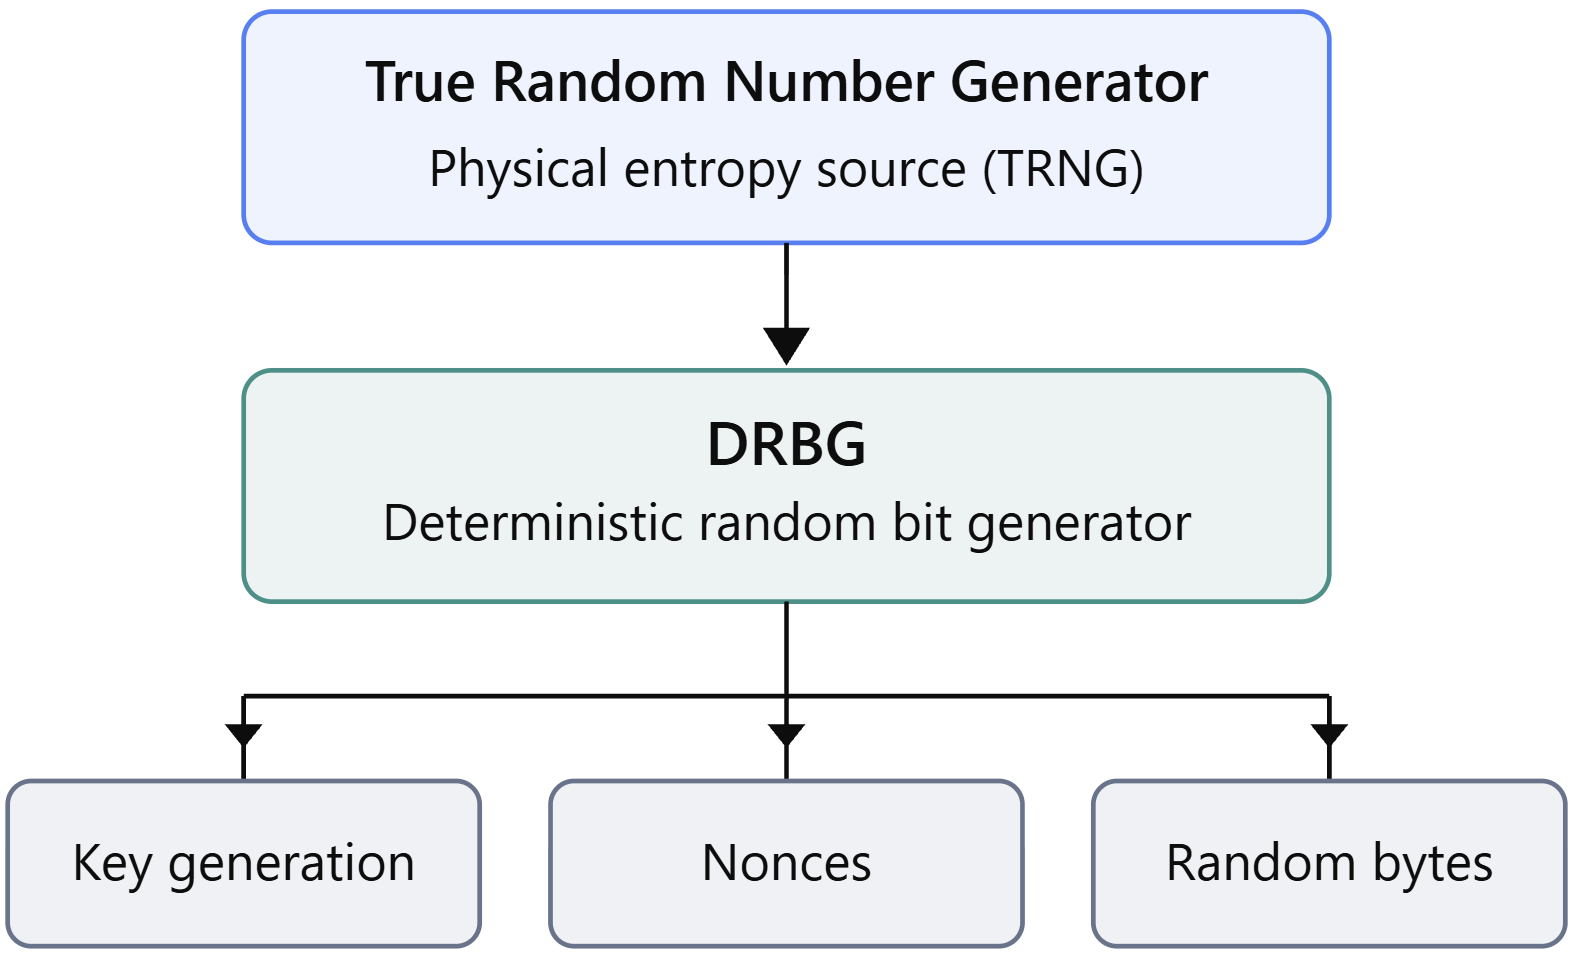 True Random Number Generator
Physical entropy source (TRNG)
DRBG
Deterministic random bit generator
Key generation
Nonces
Random bytes